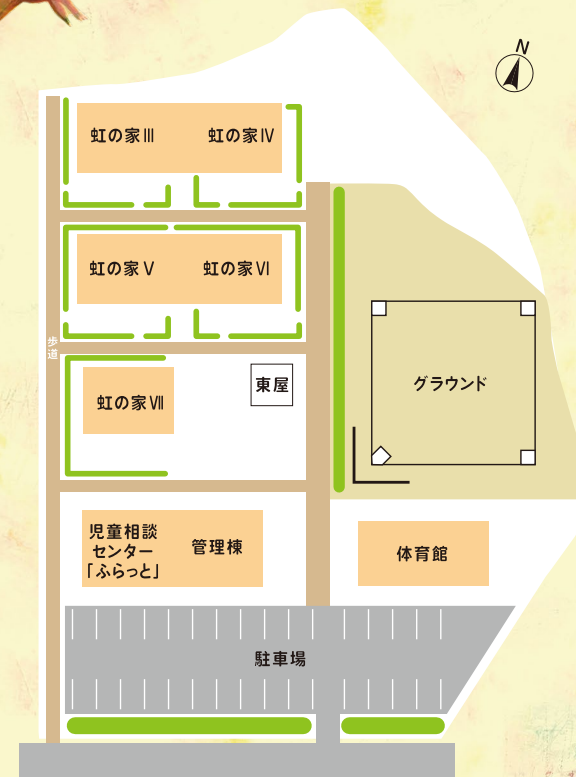 N
虹の家Ⅲ
虹の家Ⅳ
虹の家Ⅴ
虹の家Ⅵ
歩道
虹の家Ⅶ
東屋
グラウンド
児童相談
センター
「ふらっと」
管理棟
体育館
駐車場